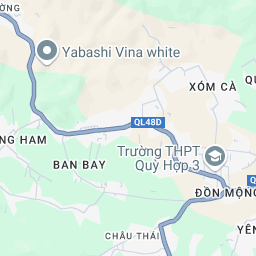 ƯỜNG
Yabashi Vina white
XÓM CÀ
QL48D
NG HAM
Trường THPT
Quỳ Hợp 3
BAN BAY
ĐỒN MỘNG
CHÂU THÁI
YÊN